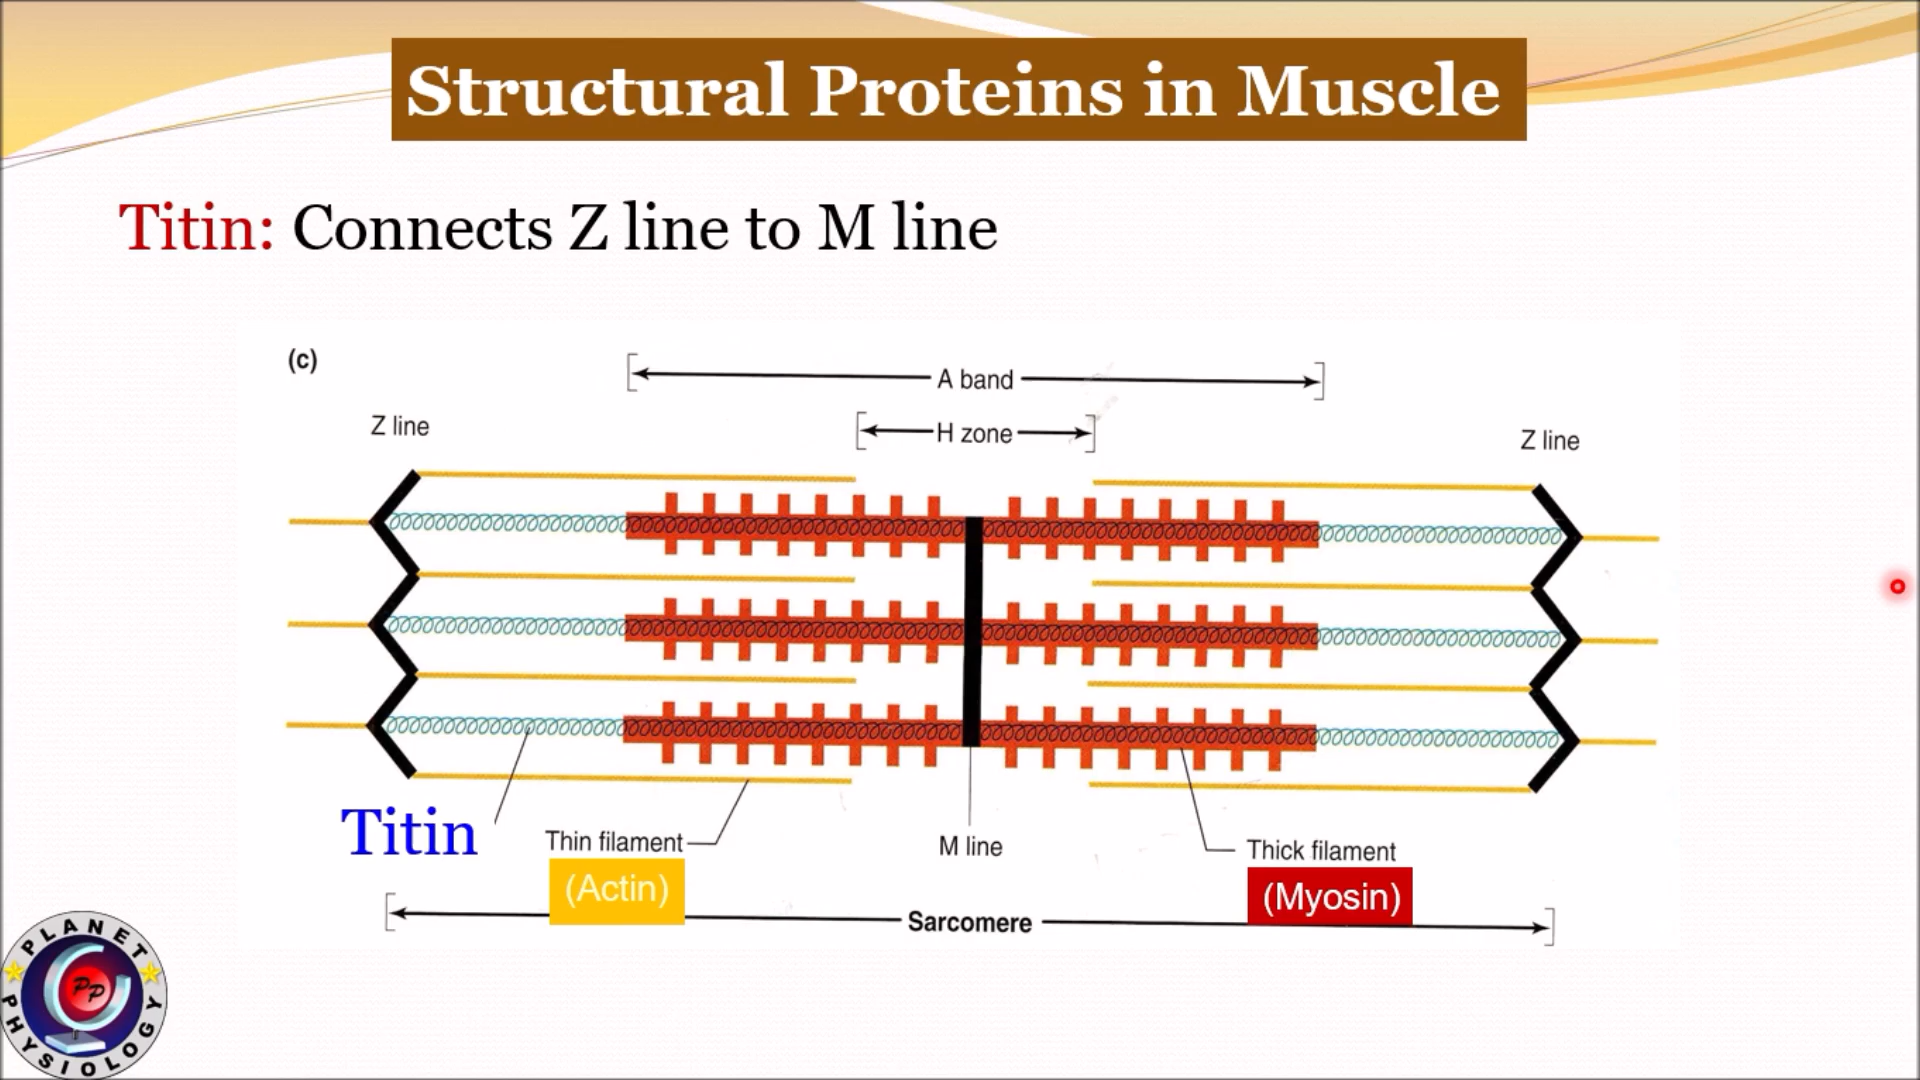 Structural Proteins in Muscle
Titin: Connects Z line to M line
(c)
A band
Z line
H zone
Z line
Titin
Thin filament
(Actin)
M line
Thick filament
(Myosin)
Sarcomere
PLANET
PP
PHYSIOLOGY